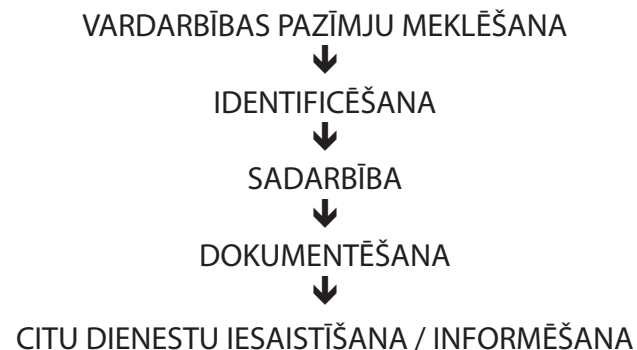 VARDARBĪBAS PAZĪMJU MEKLĒŠANA
IDENTIFICĒŠANA
SADARBĪBA
DOKUMENTĒŠANA
CITU DIENESTU IESAISTĪŠANA / INFORMĒŠANA